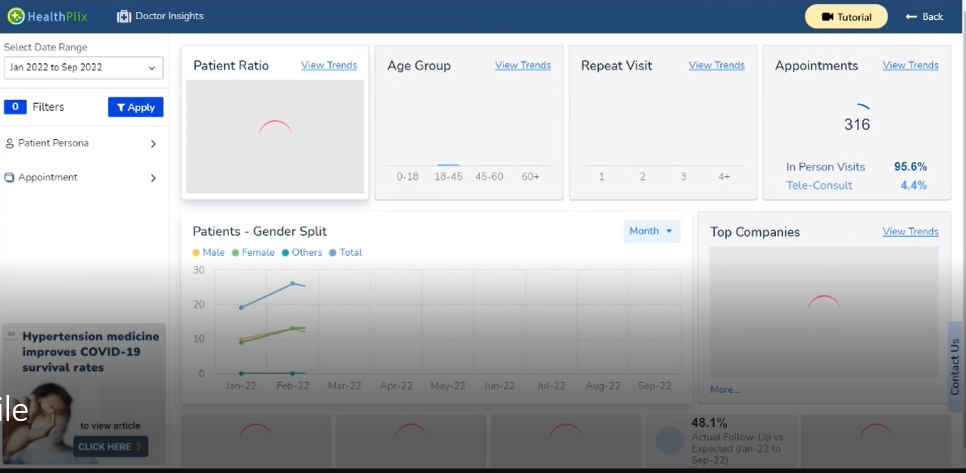 HealthPlix
Doctor Insights
Tutorial
Back
Select Date Range
Jan 2022 to Sep 2022
0 Filters
Apply
Patient Persona
Appointment
Patient Ratio
View Trends
Age Group
View Trends
0-18 18-45 45-60 60+
Repeat Visit
View Trends
1 2 3 4+
Appointments
View Trends
316
In Person Visits 95.6%
Tele-Consult 4.4%
Patients - Gender Split
Month
Male Female Others Total
30
20
10
0
Jan-22 Feb-22 Mar-22 Apr-22 May-22 Jun-22 Jul-22 Aug-22 Sep-22
Top Companies
View Trends
More...
Contact Us
Ad
Hypertension medicine
improves COVID-19
survival rates
to view article
CLICK HERE
ile
48.1%
Actual Follow-Up vs
Expected (Jan-22 to
Sep-22)